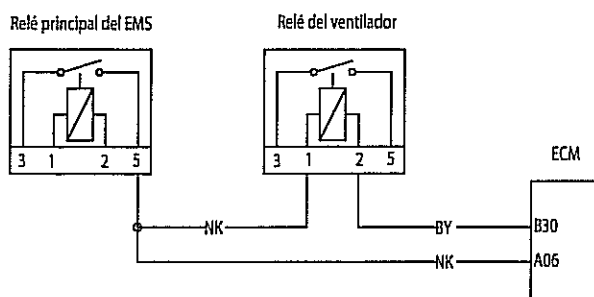 Relé principal del EMS
Relé del ventilador
3 1 2 5
3 1 2 5
ECM
NK
BY
B30
NK
A06